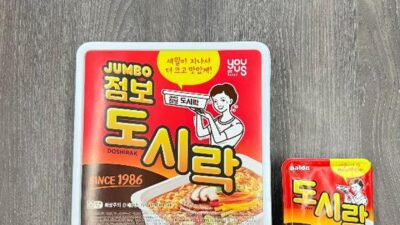 세월이 지나서
더 크고 맛있게!
YOU
US
JUMBO
점보
점보 도시락
도시락
DOSHIRAK
SINCE 1986
paldo
도시락